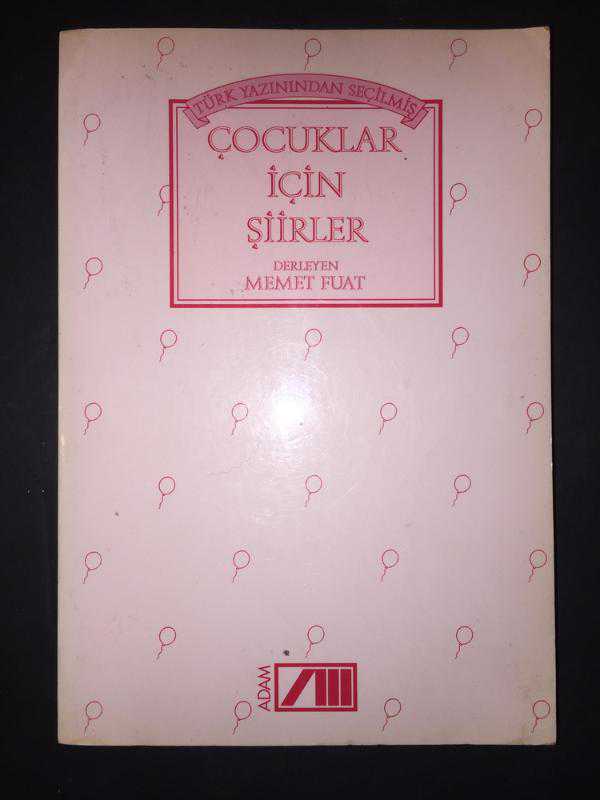 TÜRK YAZININDAN SEÇİLMİŞ
ÇOCUKLAR
İÇİN
ŞİİRLER
DERLEYEN
MEMET FUAT
ADAM